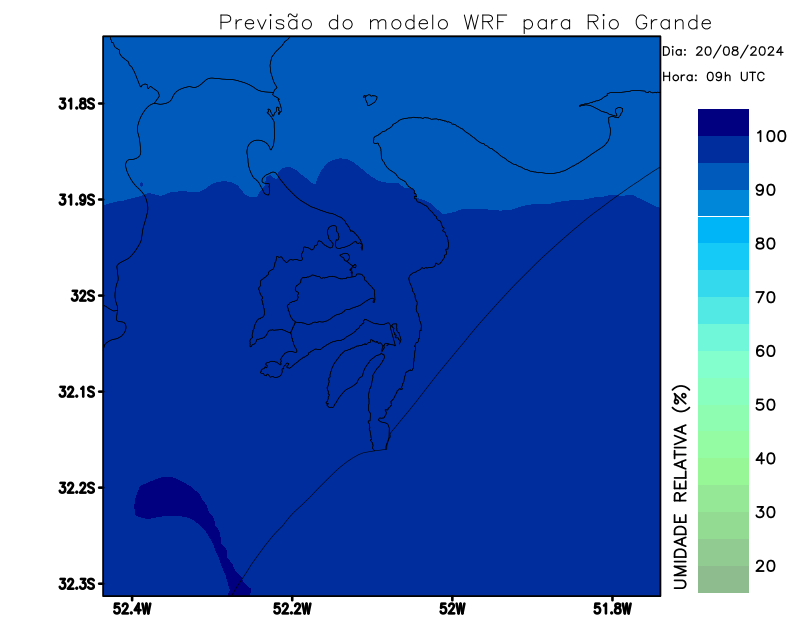 Previsão do modelo WRF para Rio Grande
Dia: 20/08/2024
Hora: 09h UTC
31.8S
31.9S
32S
32.1S
32.2S
32.3S
52.4W
52.2W
52W
51.8W
UMIDADE RELATIVA (%)
100
90
80
70
60
50
40
30
20